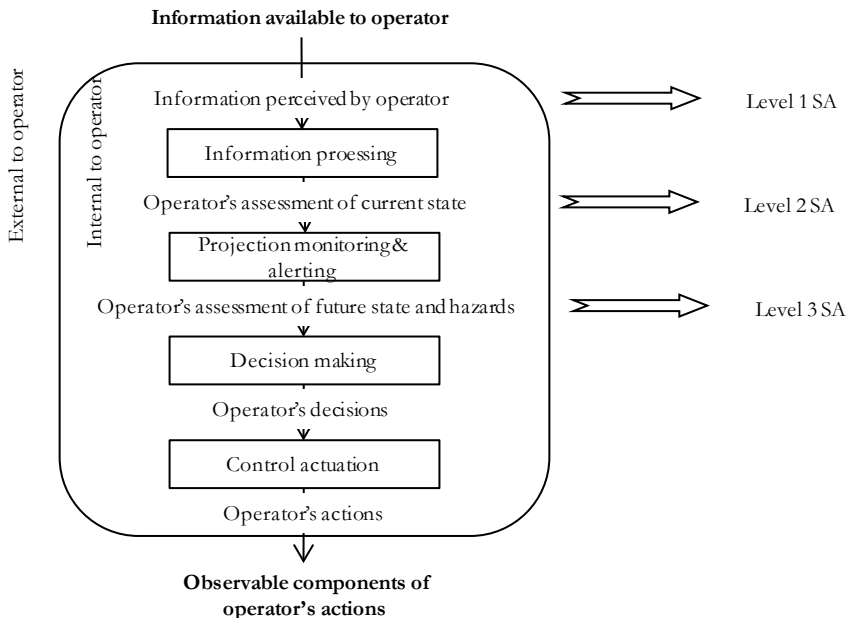 Information available to operator
External to operator
Internal to operator
Information perceived by operator
Level 1 SA
Information proessing
Operator's assessment of current state
Level 2 SA
Projection monitoring &
alerting
Operator's assessment of future state and hazards
Level 3 SA
Decision making
Operator's decisions
Control actuation
Operator's actions
Observable components of
operator's actions